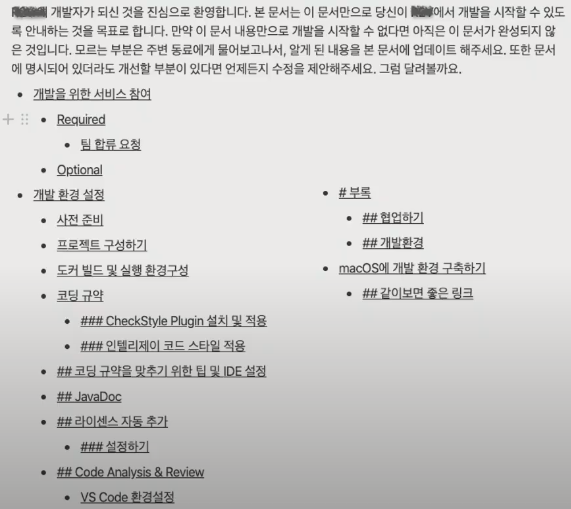 개발자가 되신 것을 진심으로 환영합니다. 본 문서는 이 문서만으로 당신이 에서 개발을 시작할 수 있도
록 안내하는 것을 목표로 합니다. 만약 이 문서 내용만으로 개발을 시작할 수 없다면 아직은 이 문서가 완성되지 않
은 것입니다. 모르는 부분은 주변 동료에게 물어보고나서, 알게 된 내용을 본 문서에 업데이트 해주세요. 또한 문서
에 명시되어 있더라도 개선할 부분이 있다면 언제든지 수정을 제안해주세요. 그럼 달려볼까요.
개발을 위한 서비스 참여
Required
팀 합류 요청
Optional
개발 환경 설정
사전 준비
프로젝트 구성하기
도커 빌드 및 실행 환경구성
코딩 규약
### CheckStyle Plugin 설치 및 적용
### 인텔리제이 코드 스타일 적용
## 코딩 규약을 맞추기 위한 팁 및 IDE 설정
## JavaDoc
## 라이센스 자동 추가
### 설정하기
## Code Analysis & Review
VS Code 환경설정
# 부록
## 협업하기
## 개발환경
macOS에 개발 환경 구축하기
## 같이보면 좋은 링크